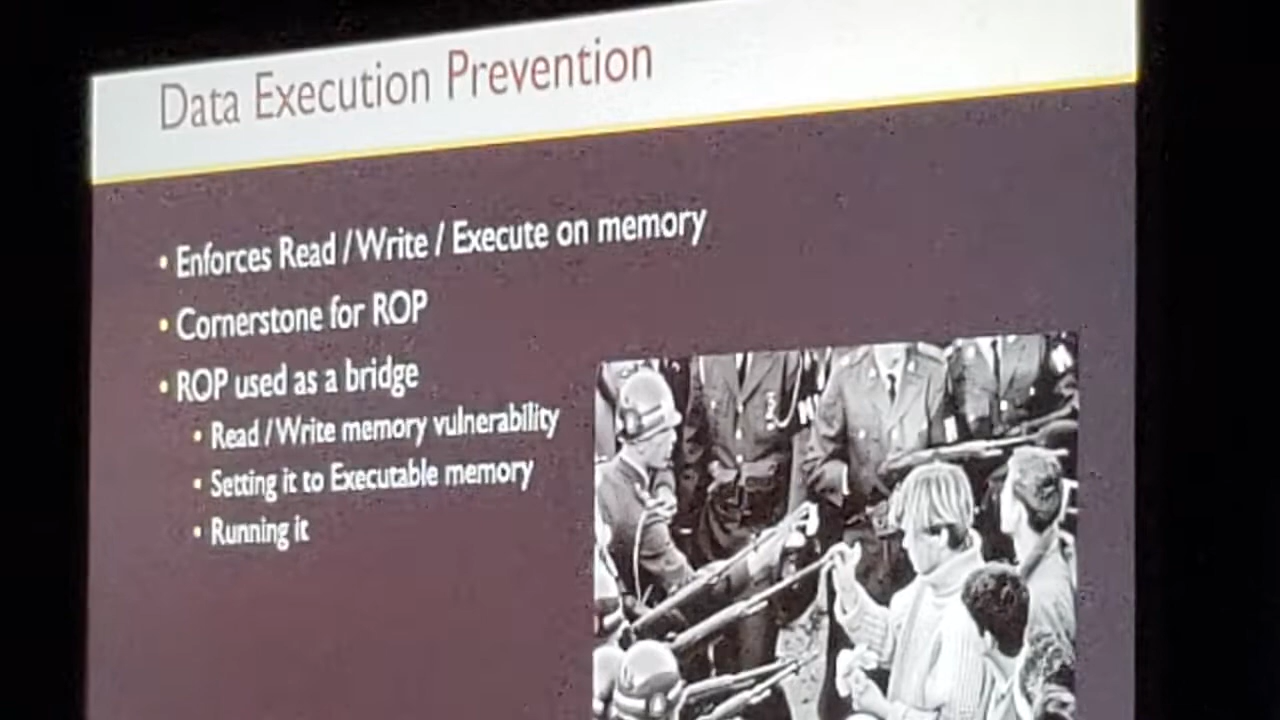 Data Execution Prevention
• Enforces Read / Write / Execute on memory
• Cornerstone for ROP
• ROP used as a bridge
• Read / Write memory vulnerability
• Setting it to Executable memory
• Running it